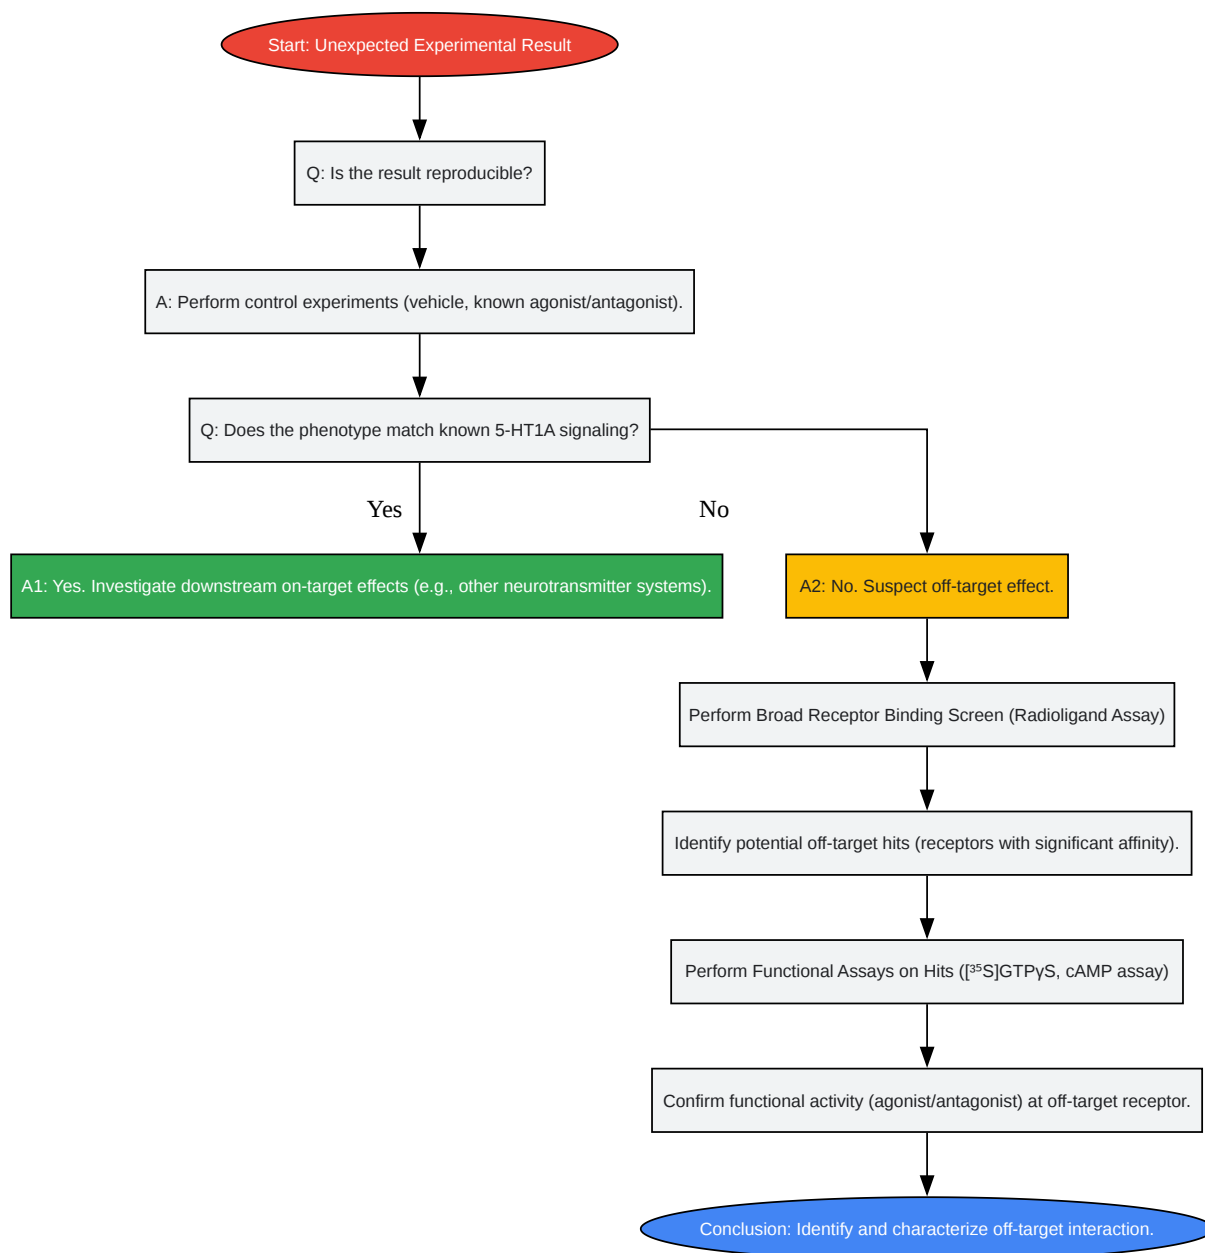 Start: Unexpected Experimental Result
Q: Is the result reproducible?
A: Perform control experiments (vehicle, known agonist/antagonist).
Q: Does the phenotype match known 5-HT1A signaling?
Yes
No
A1: Yes. Investigate downstream on-target effects (e.g., other neurotransmitter systems).
A2: No. Suspect off-target effect.
Perform Broad Receptor Binding Screen (Radioligand Assay)
Identify potential off-target hits (receptors with significant affinity).
Perform Functional Assays on Hits ([³⁵S]GTPγS, cAMP assay)
Confirm functional activity (agonist/antagonist) at off-target receptor.
Conclusion: Identify and characterize off-target interaction.